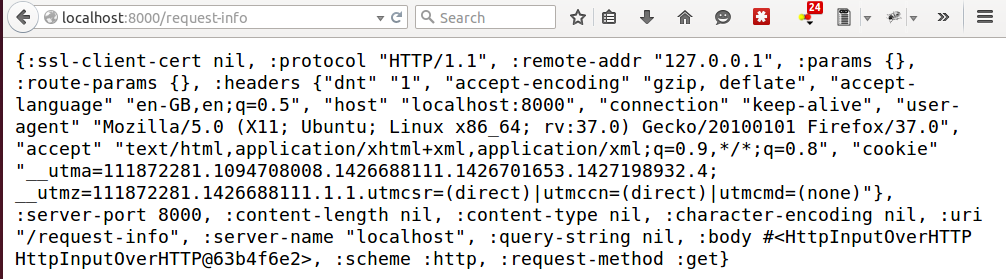 localhost:8000/request-info
Search
24
{:ssl-client-cert nil, :protocol "HTTP/1.1", :remote-addr "127.0.0.1", :params {},
:route-params {}, :headers {"dnt" "1", "accept-encoding" "gzip, deflate", "accept-
language" "en-GB,en;q=0.5", "host" "localhost:8000", "connection" "keep-alive", "user-
agent" "Mozilla/5.0 (X11; Ubuntu; Linux x86_64; rv:37.0) Gecko/20100101 Firefox/37.0",
"accept" "text/html,application/xhtml+xml,application/xml;q=0.9,*/*;q=0.8", "cookie"
"__utma=111872281.1094708008.1426688111.1426701653.1427198932.4;
__utmz=111872281.1426688111.1.1.utmcsr=(direct)|utmccn=(direct)|utmcmd=(none)"},
:server-port 8000, :content-length nil, :content-type nil, :character-encoding nil, :uri
"/request-info", :server-name "localhost", :query-string nil, :body #<HttpInputOverHTTP
HttpInputOverHTTP@63b4f6e2>, :scheme :http, :request-method :get}